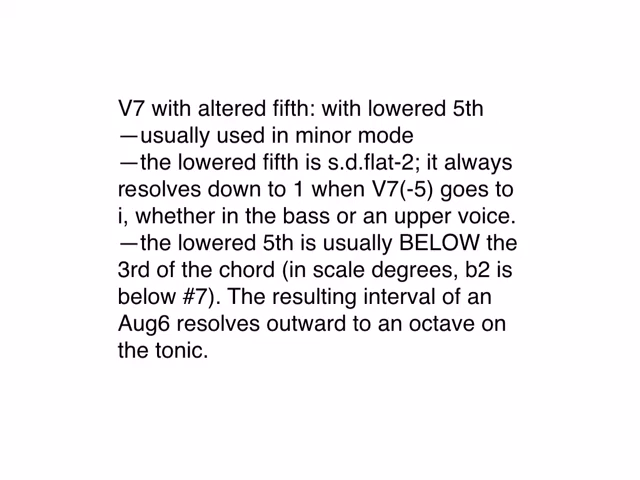 V7 with altered fifth: with lowered 5th
—usually used in minor mode
—the lowered fifth is s.d.flat-2; it always
resolves down to 1 when V7(-5) goes to
i, whether in the bass or an upper voice.
—the lowered 5th is usually BELOW the
3rd of the chord (in scale degrees, b2 is
below #7). The resulting interval of an
Aug6 resolves outward to an octave on
the tonic.